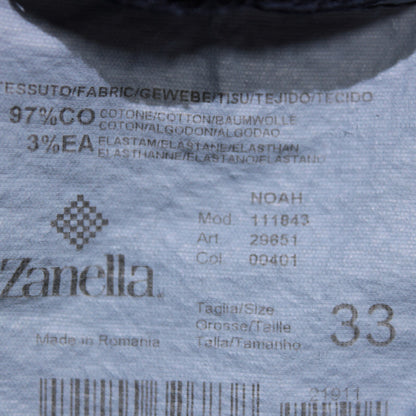 TESSUTO/FABRIC/GEWEBE/TISU/TEJIDO/TECIDO
97%CO COTONE/COTTON/BAUMWOLLE
COTON/ALGODON/ALGODAO
3%EA ELASTAM/ELASTANE/ELASTHAN
ELASTHANNE/ELASTANO/ELASTANO
NOAH
Mod. 111843
Art. 29651
Col. 00401
Zanella
Taglia/Size
Grosse/Taille
Talla/Tamanho
33
Made in Romania